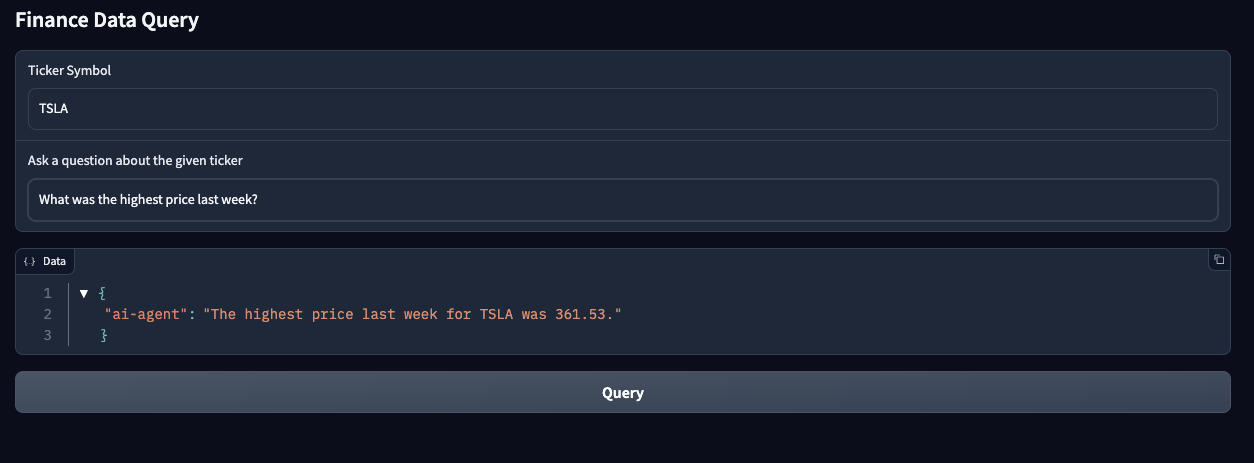 Finance Data Query
Ticker Symbol
TSLA
Ask a question about the given ticker
What was the highest price last week?
{..} Data
1 ▼ {
2 "ai-agent": "The highest price last week for TSLA was 361.53."
3 }
Query